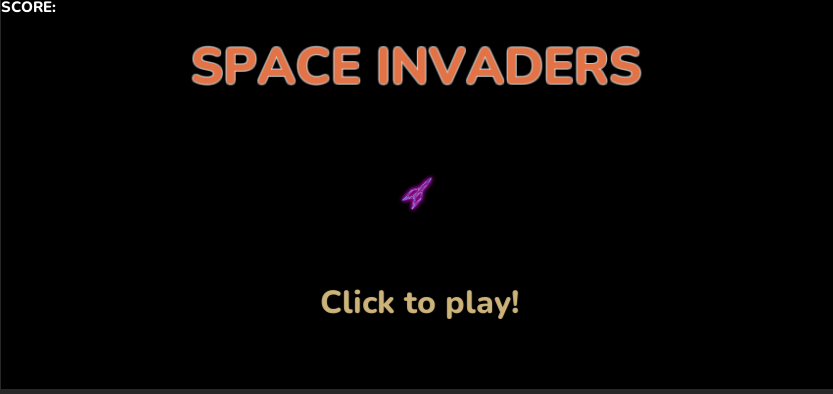 SCORE:
SPACE INVADERS
Click to play!